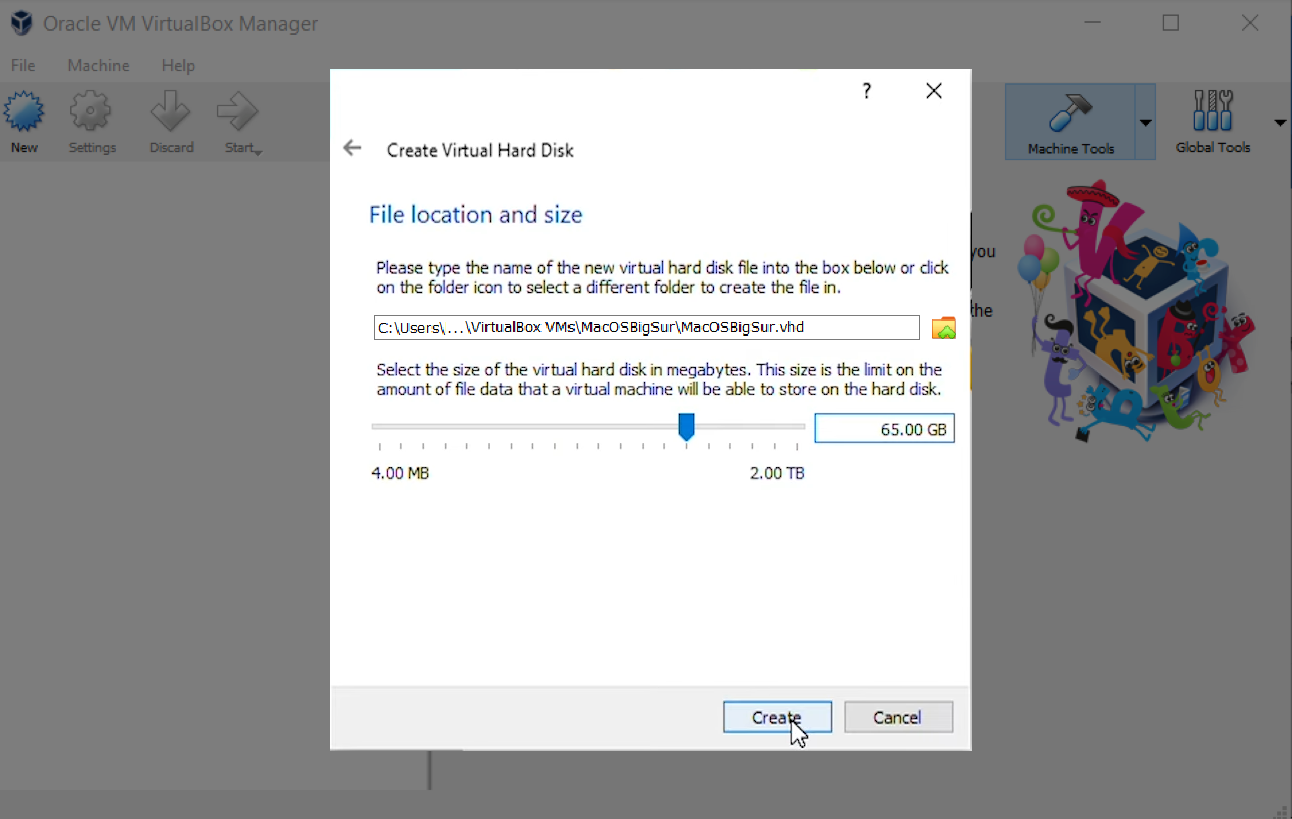 Oracle VM VirtualBox Manager
File Machine Help
New Settings Discard Start
Machine Tools Global Tools
?
Create Virtual Hard Disk
File location and size
Please type the name of the new virtual hard disk file into the box below or click
on the folder icon to select a different folder to create the file in.
C:\Users\...\VirtualBox VMs\MacOSBigSur\MacOSBigSur.vhd
Select the size of the virtual hard disk in megabytes. This size is the limit on the
amount of file data that a virtual machine will be able to store on the hard disk.
65.00 GB
4.00 MB 2.00 TB
Create Cancel
you
the